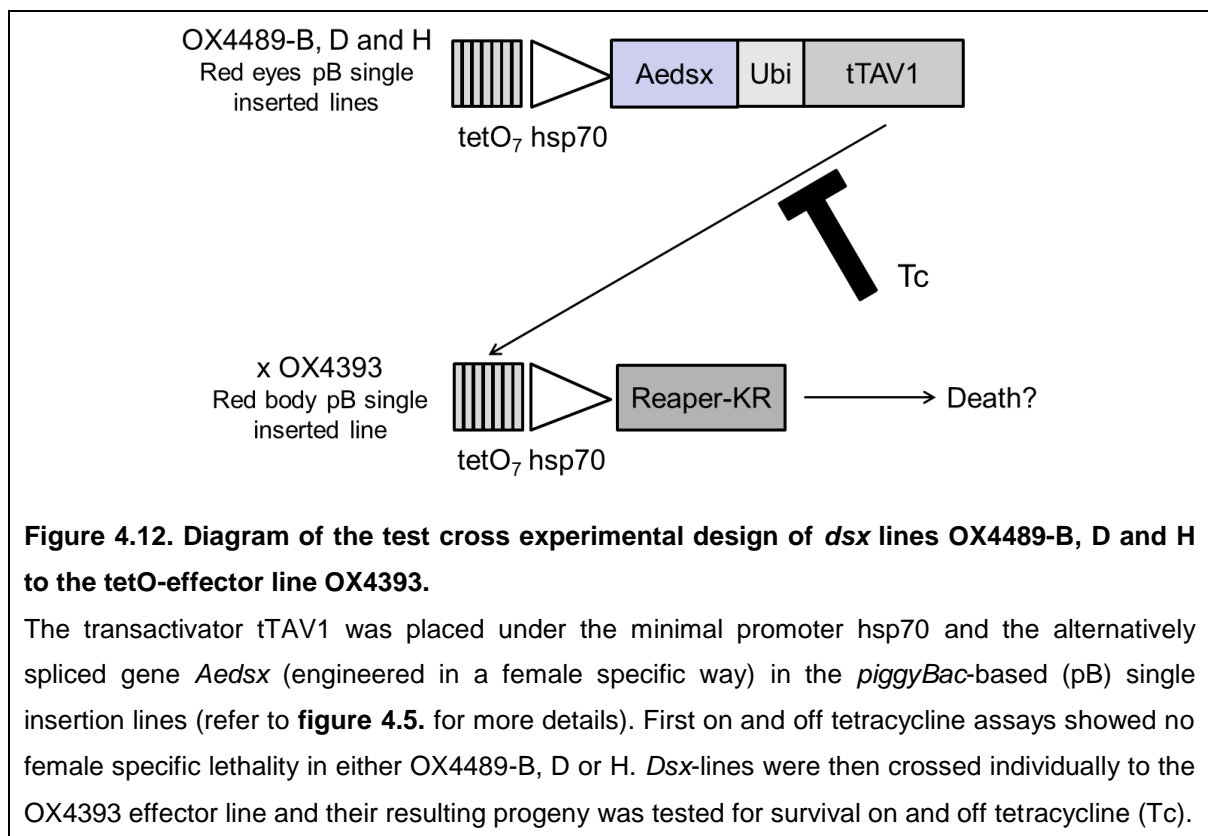 OX4489-B, D and H
Red eyes pB single
inserted lines
Aedsx Ubi tTAV1
tetO₇ hsp70
Tc
x OX4393
Red body pB single
inserted line
Reaper-KR Death?
tetO₇ hsp70
Figure 4.12. Diagram of the test cross experimental design of dsx lines OX4489-B, D and H
to the tetO-effector line OX4393.
The transactivator tTAV1 was placed under the minimal promoter hsp70 and the alternatively
spliced gene Aedsx (engineered in a female specific way) in the piggyBac-based (pB) single
insertion lines (refer to figure 4.5. for more details). First on and off tetracycline assays showed no
female specific lethality in either OX4489-B, D or H. Dsx-lines were then crossed individually to the
OX4393 effector line and their resulting progeny was tested for survival on and off tetracycline (Tc).